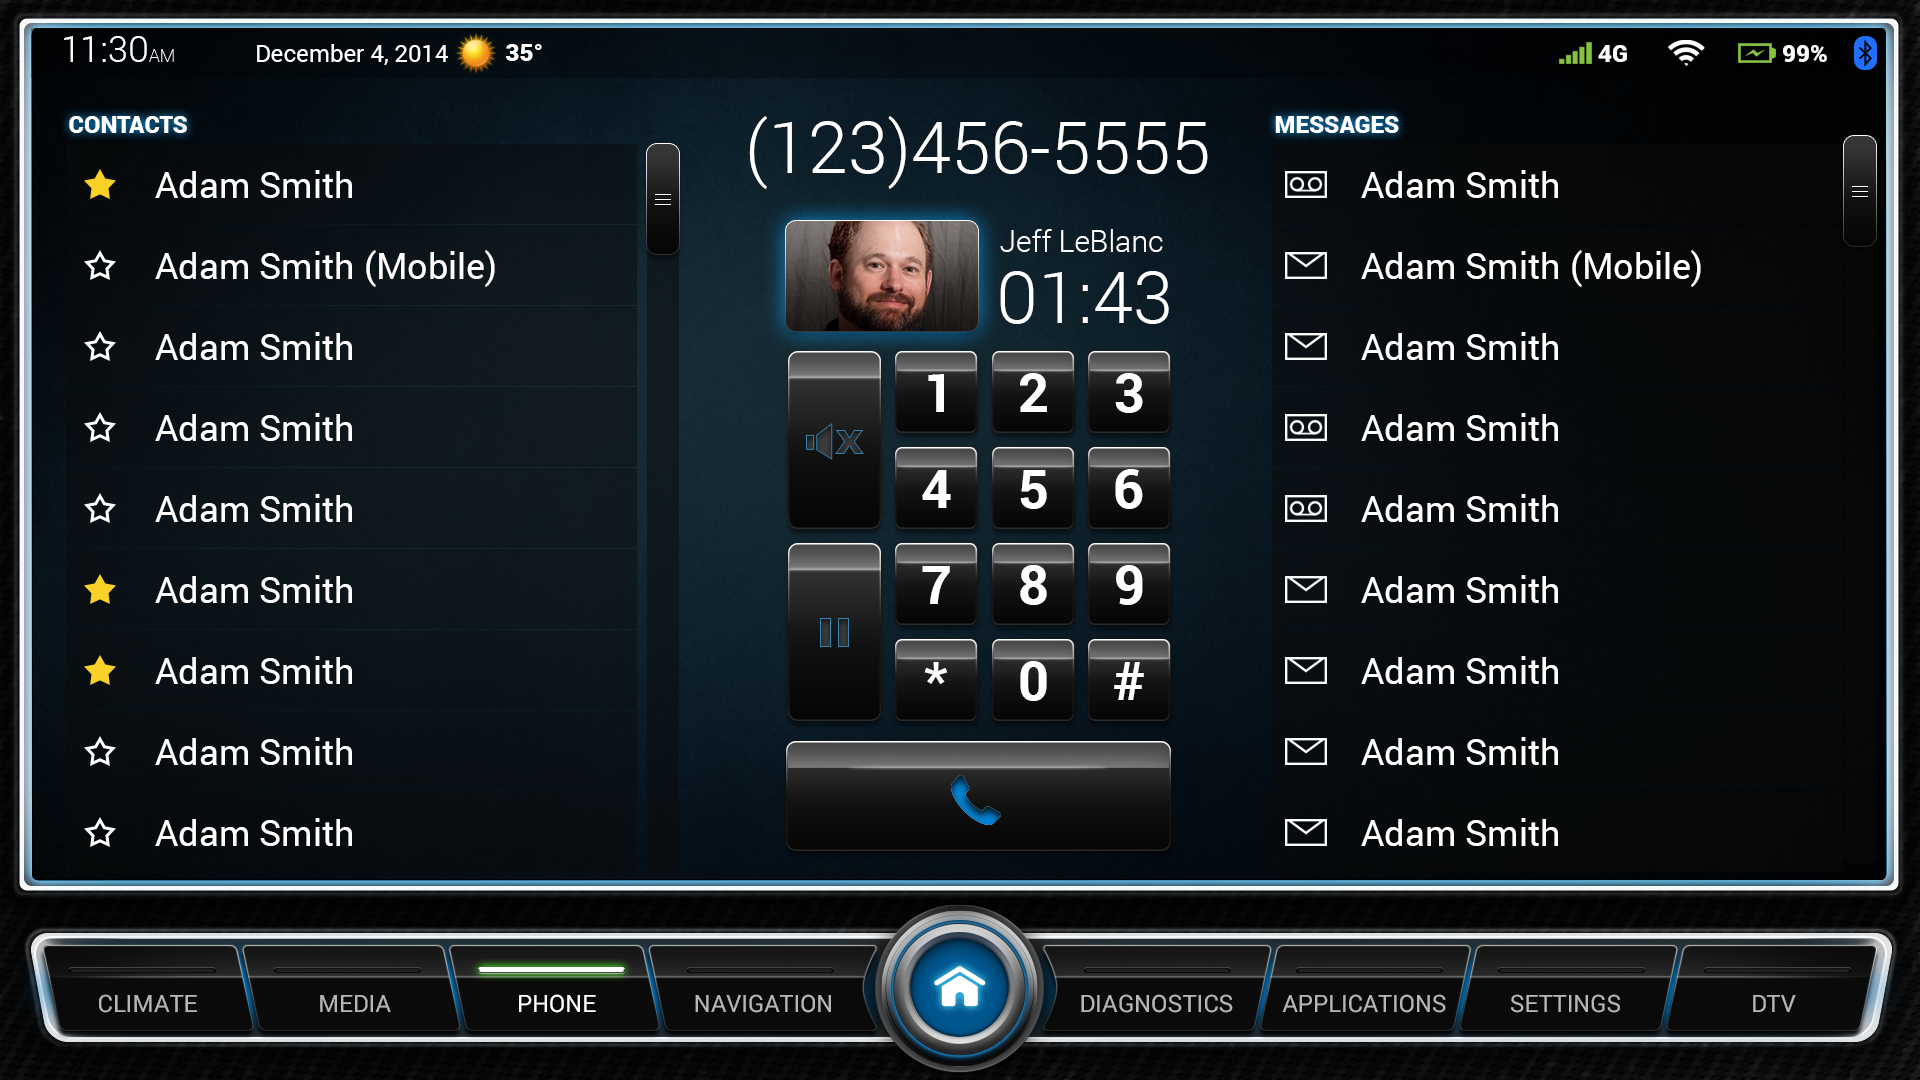 11:30AM
December 4, 2014
35°
4G
99%
CONTACTS
Adam Smith
Adam Smith (Mobile)
Adam Smith
Adam Smith
Adam Smith
Adam Smith
Adam Smith
Adam Smith
Adam Smith
(123)456-5555
Jeff LeBlanc
01:43
1 2 3
4 5 6
7 8 9
* 0 #
MESSAGES
Adam Smith
Adam Smith (Mobile)
Adam Smith
Adam Smith
Adam Smith
Adam Smith
Adam Smith
Adam Smith
Adam Smith
CLIMATE
MEDIA
PHONE
NAVIGATION
DIAGNOSTICS
APPLICATIONS
SETTINGS
DTV